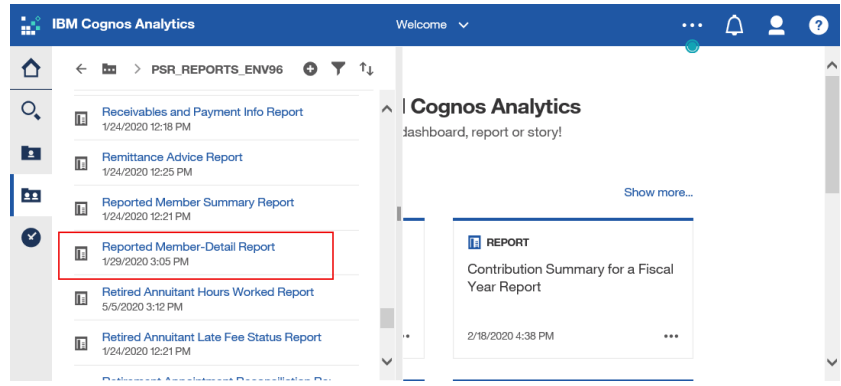 IBM Cognos Analytics
Welcome
PSR_REPORTS_ENV96
Receivables and Payment Info Report
1/24/2020 12:18 PM
Remittance Advice Report
1/24/2020 12:25 PM
Reported Member Summary Report
1/24/2020 12:21 PM
Reported Member-Detail Report
1/29/2020 3:05 PM
Retired Annuitant Hours Worked Report
5/5/2020 3:12 PM
Retired Annuitant Late Fee Status Report
1/24/2020 12:21 PM
Retirement Appointment Reconciliation
Cognos Analytics
dashboard, report or story!
Show more...
REPORT
Contribution Summary for a Fiscal
Year Report
2/18/2020 4:38 PM